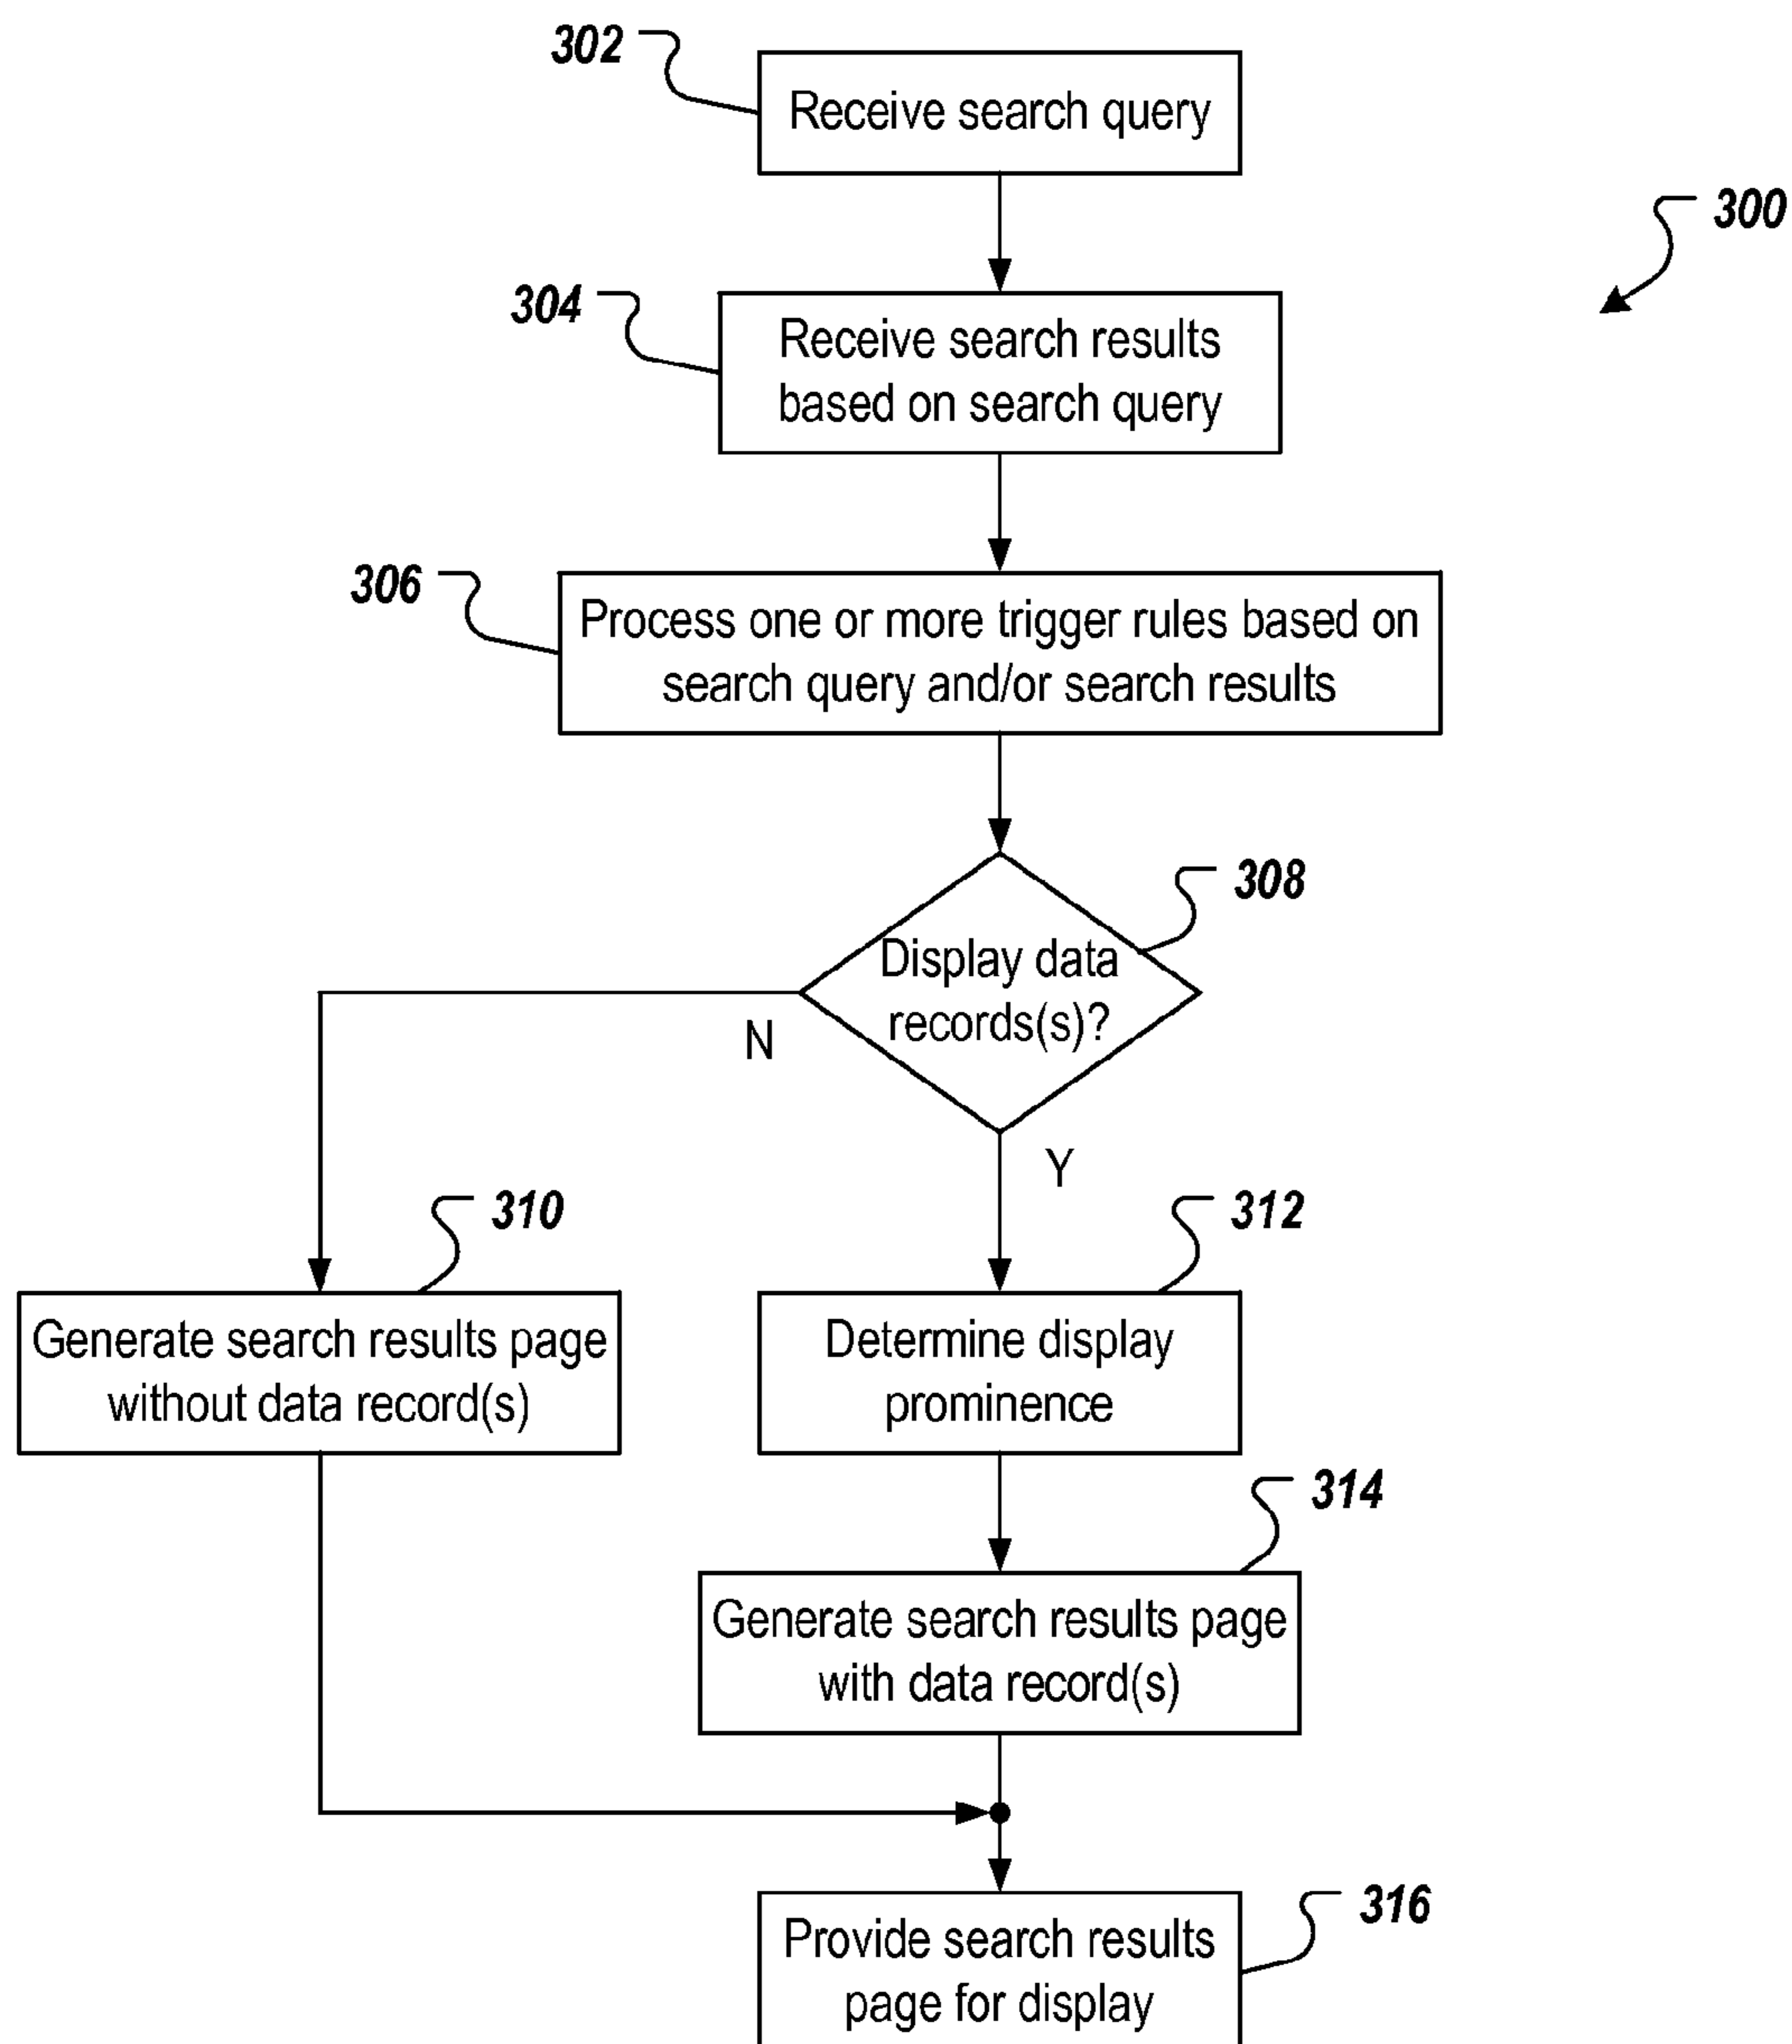 302
Receive search query
300
304
Receive search results
based on search query
306
Process one or more trigger rules based on
search query and/or search results
308
Display data
records(s)?
N
Y
310
Generate search results page
without data record(s)
312
Determine display
prominence
314
Generate search results page
with data record(s)
316
Provide search results
page for display